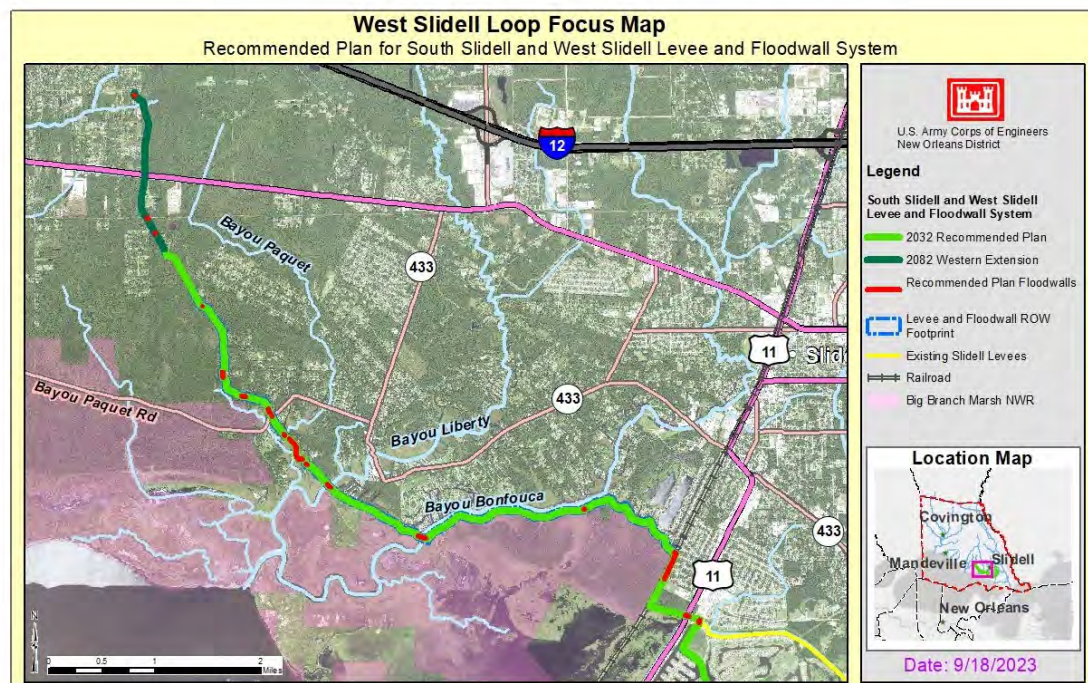 West Slidell Loop Focus Map
Recommended Plan for South Slidell and West Slidell Levee and Floodwall System
12
Bayou Paquet
433
11
Bayou Paquet Rd
433
Bayou Liberty
Bayou Bonfouca
433
11
N
0 0.5 1 2
Miles
U.S. Army Corps of Engineers
New Orleans District
Legend
South Slidell and West Slidell
Levee and Floodwall System
2032 Recommended Plan
2082 Western Extension
Recommended Plan Floodwalls
Levee and Floodwall ROW
Footprint
Existing Slidell Levees
Railroad
Big Branch Marsh NWR
Location Map
Covington
Mandeville
Slidell
New Orleans
Date: 9/18/2023